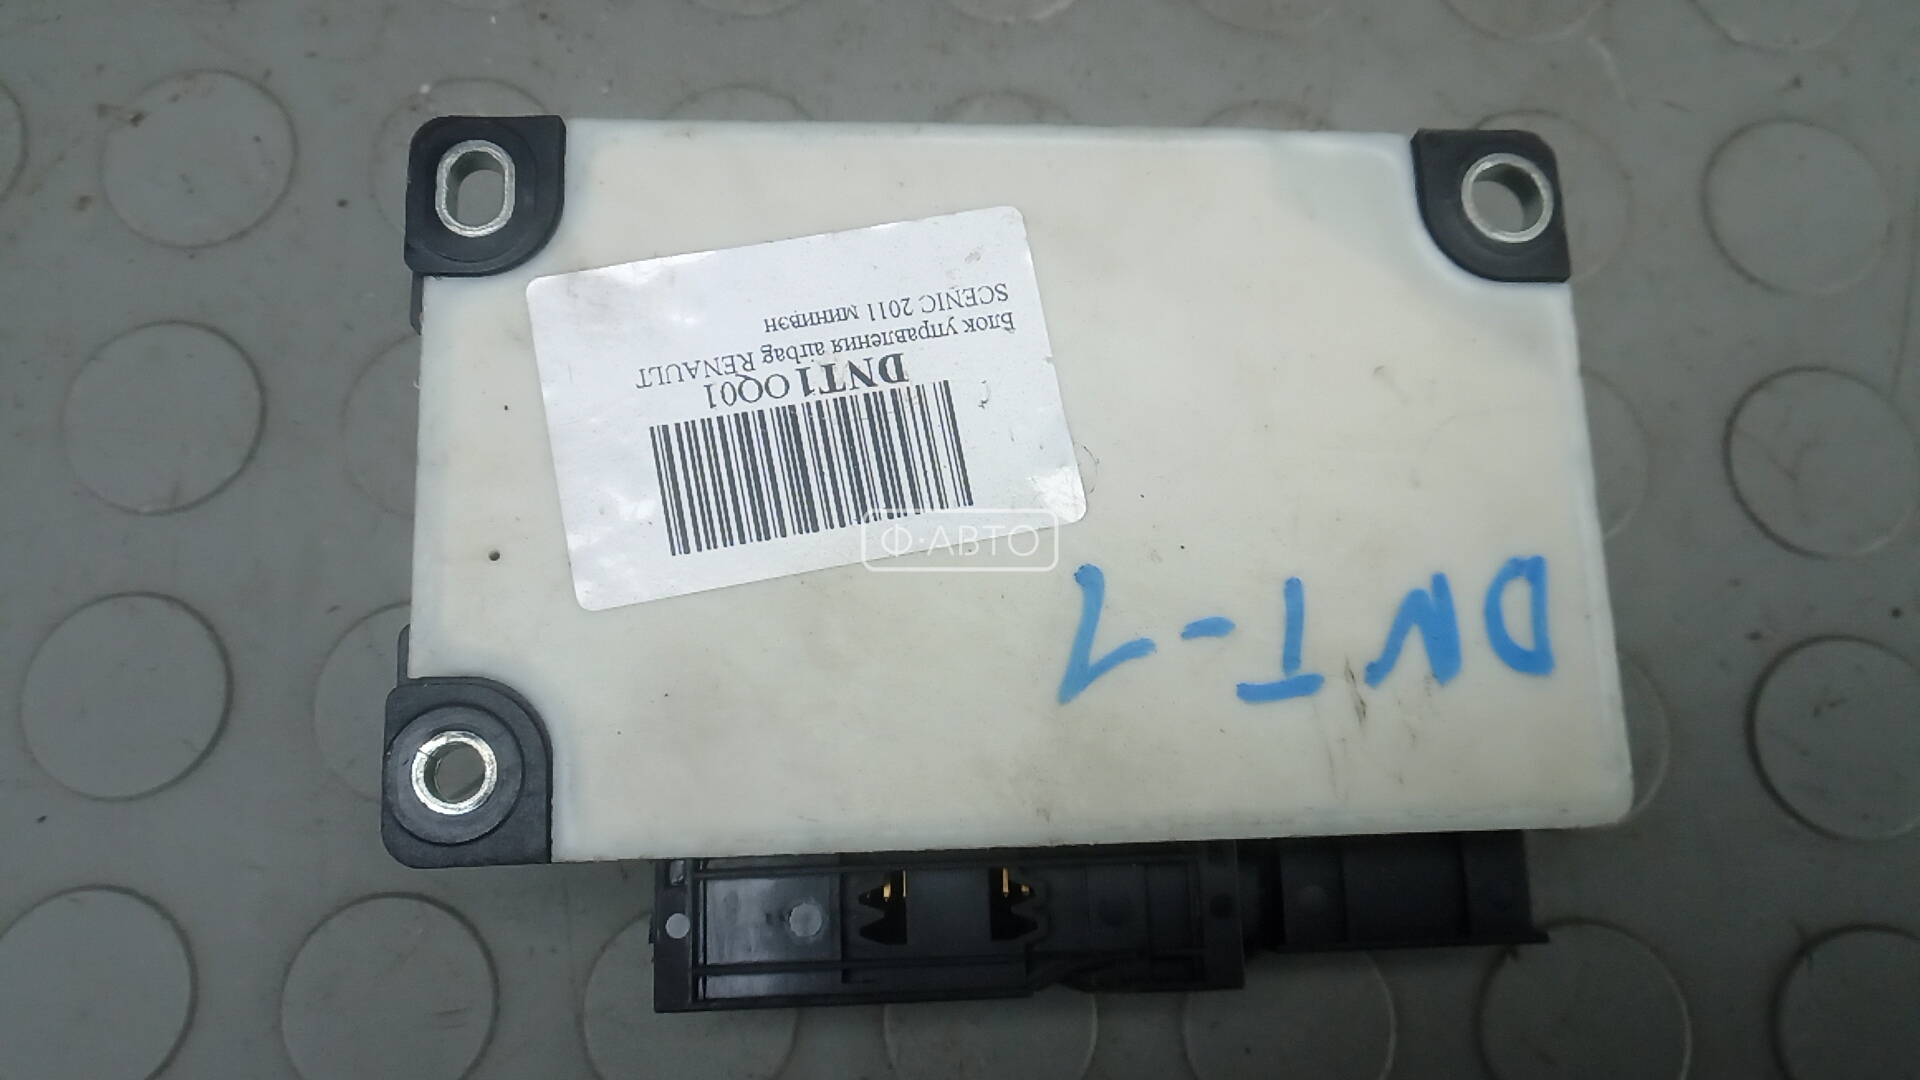 DNT1OQ01
Блок управления airbag RENAULT
SCENIC 2011 минивэн
DNT-1
Ф·АВТО